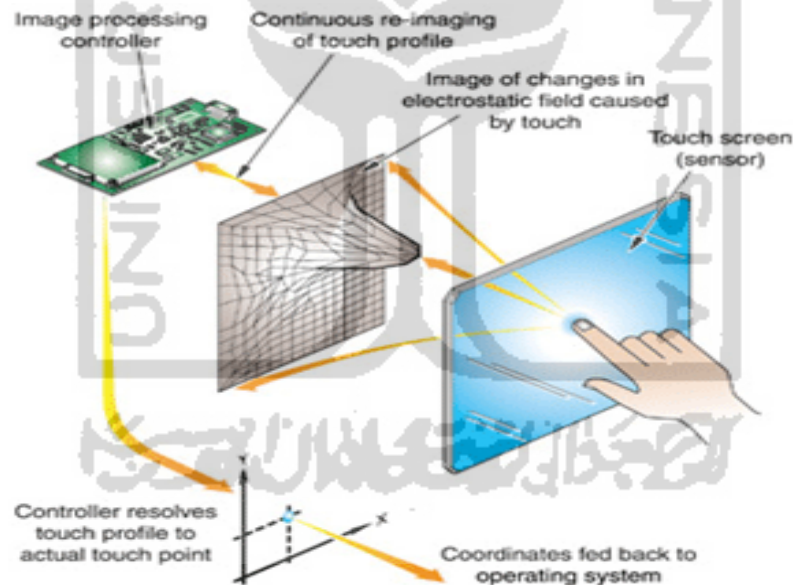 Image processing
controller
Continuous re-imaging
of touch profile
Image of changes in
electrostatic field caused
by touch
Touch screen
(sensor)
Y
X
Controller resolves
touch profile to
actual touch point
Coordinates fed back to
operating system